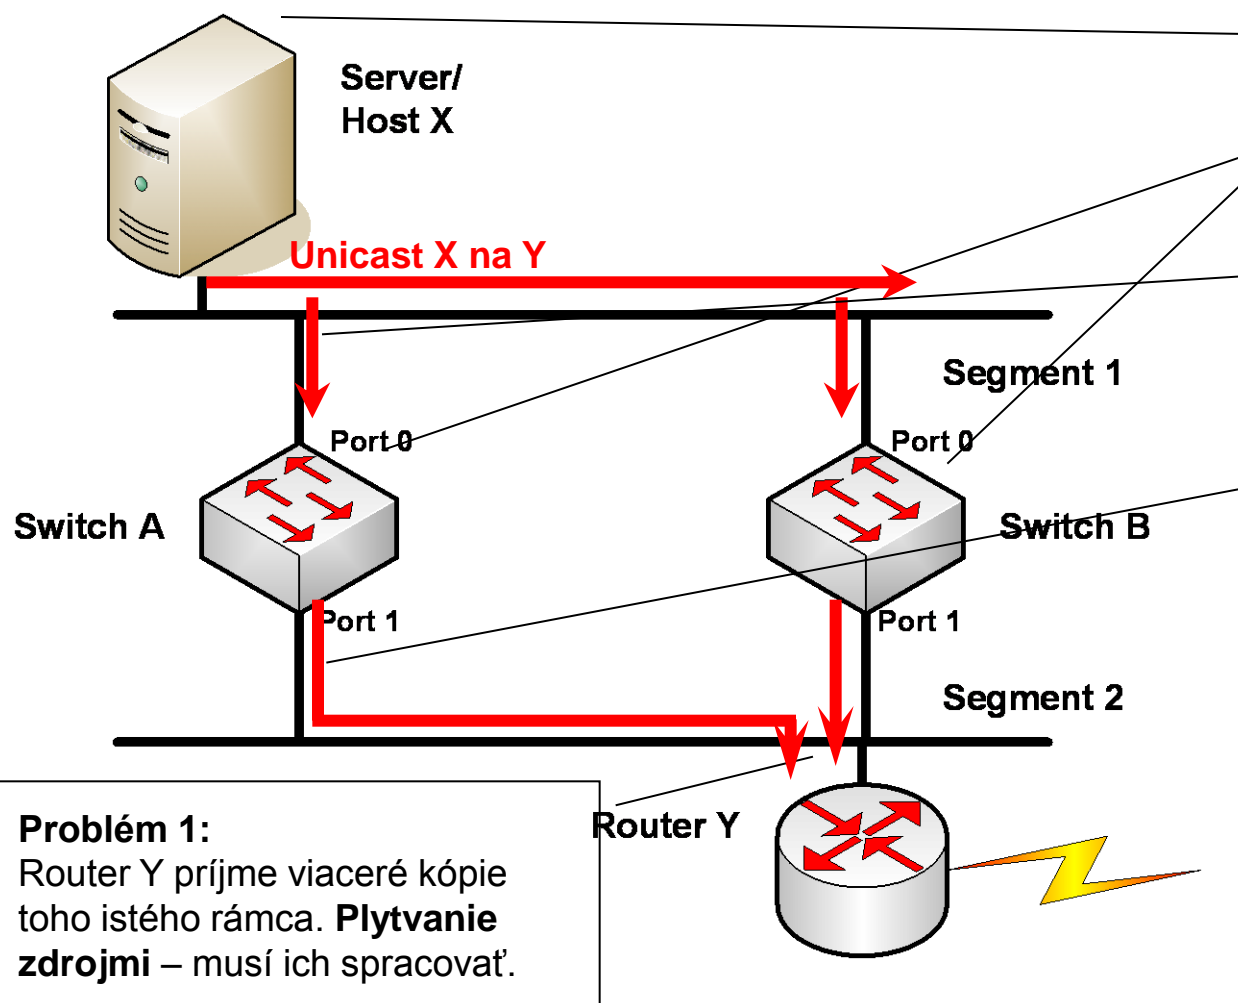 Server/
Host X
Unicast X na Y
Segment 1
Port 0
Port 0
Switch A
Switch B
Port 1
Port 1
Segment 2
Router Y
Problém 1:
Router Y príjme viaceré kópie
toho istého rámca. Plytvanie
zdrojmi – musí ich spracovať.